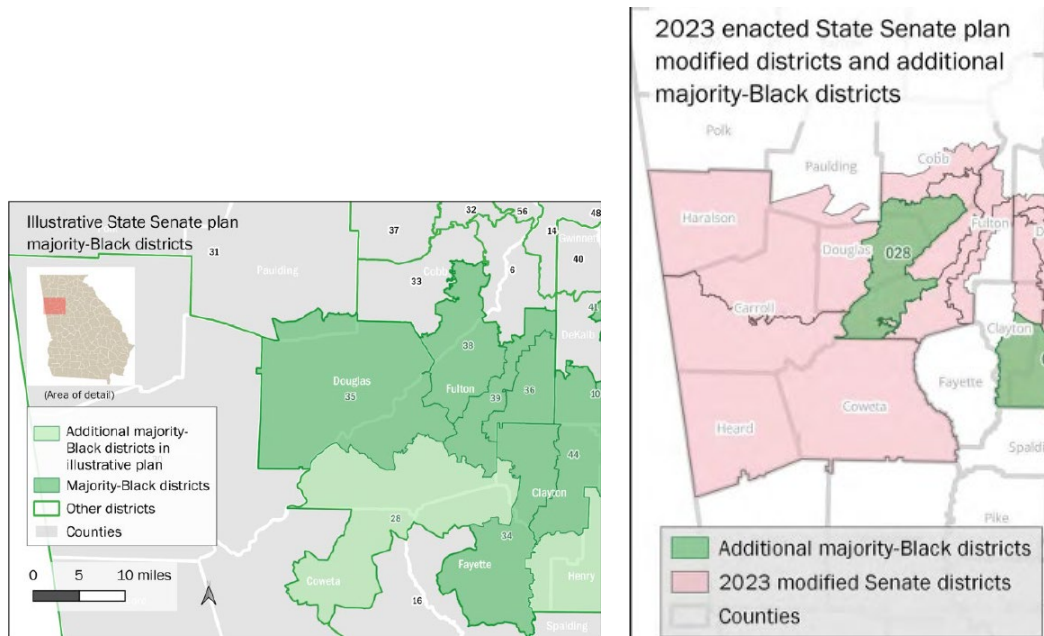 Illustrative State Senate plan
majority-Black districts
31
37
32
56
48
14
Gwinnett
40
Paulding
Cobb
33
6
41
DeKalb
(Area of detail)
38
Douglas
35
Fulton
39
36
10
44
Clayton
28
34
Coweta
Fayette
16
Henry
Spalding
Additional majority-
Black districts in
illustrative plan
Majority-Black districts
Other districts
Counties
0 5 10 miles
2023 enacted State Senate plan
modified districts and additional
majority-Black districts
Polk
Paulding
Cobb
Haralson
Douglas
028
Fulton
D
Carroll
Clayton
0
Fayette
Coweta
Heard
Spaldi
Pike
Additional majority-Black districts
2023 modified Senate districts
Counties